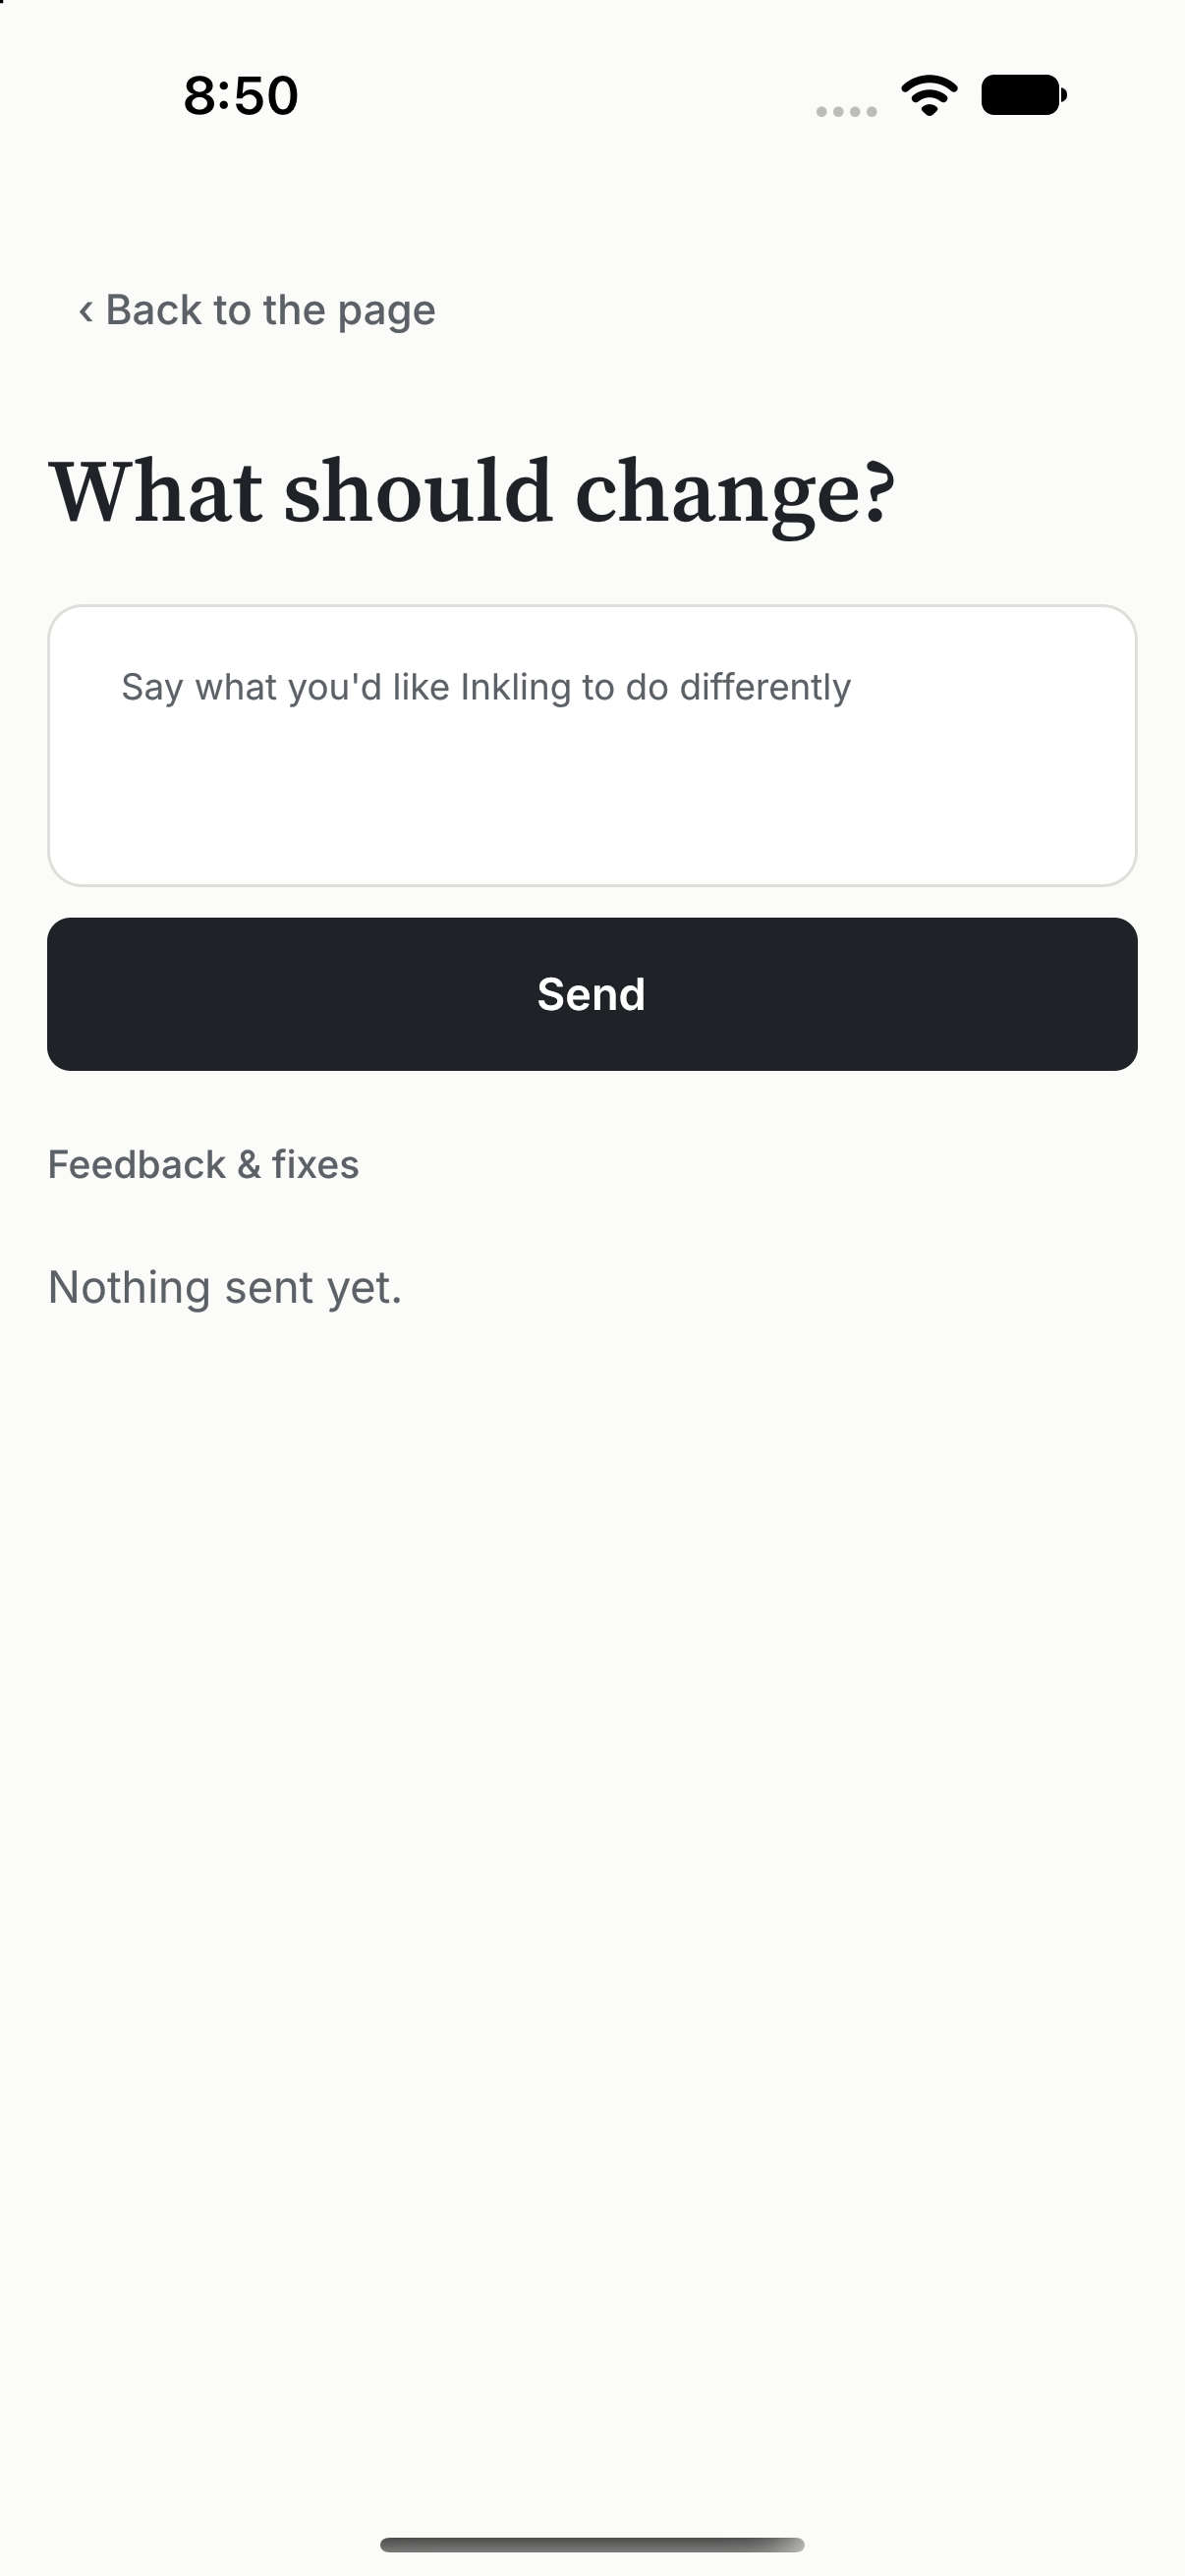 8:50
‹ Back to the page
What should change?
Say what you'd like Inkling to do differently
Send
Feedback & fixes
Nothing sent yet.